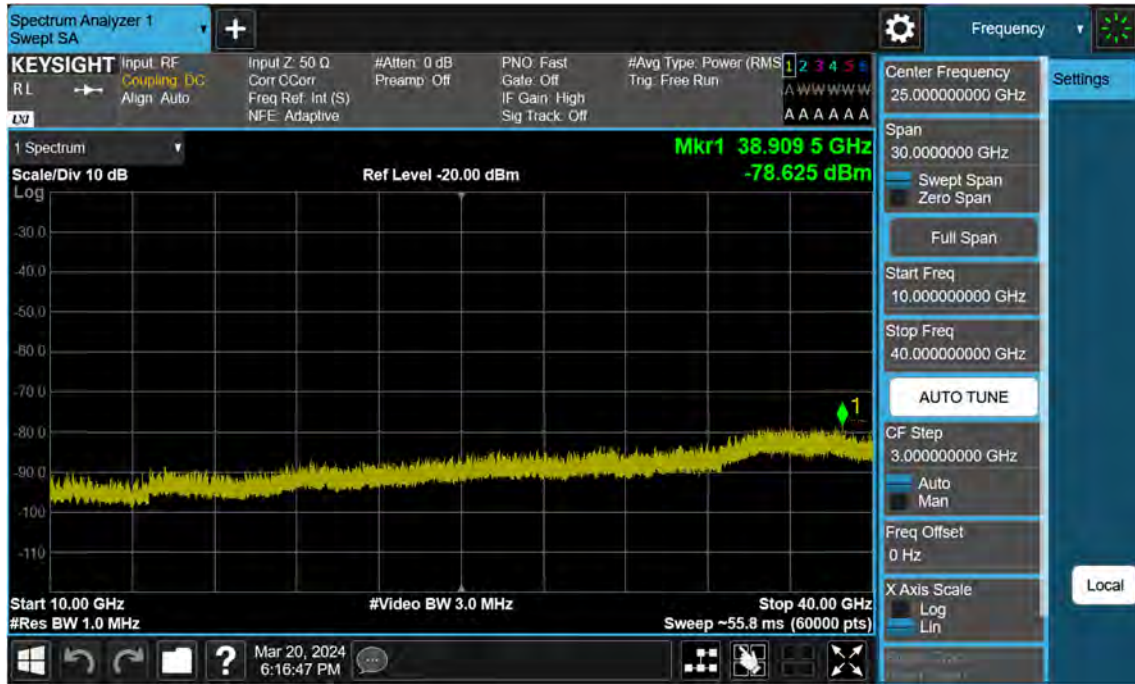 Spectrum Analyzer 1
Swept SA
Frequency
KEYSIGHT
R L
LXI
Input: RF
Coupling: DC
Align: Auto
Input Z: 50 Ω
Corr CCorr
Freq Ref: Int (S)
NFE: Adaptive
#Atten: 0 dB
Preamp: Off
PNO: Fast
Gate: Off
IF Gain: High
Sig Track: Off
#Avg Type: Power (RMS
Trig: Free Run
1 2 3 4 5 6
A W W W W W
A A A A A A
Center Frequency
25.000000000 GHz
Settings
Span
30.0000000 GHz
Swept Span
Zero Span
Full Span
Start Freq
10.000000000 GHz
Stop Freq
40.000000000 GHz
AUTO TUNE
CF Step
3.000000000 GHz
Auto
Man
Freq Offset
0 Hz
X Axis Scale
Log
Lin
Local
1 Spectrum
Scale/Div 10 dB
Ref Level -20.00 dBm
Mkr1 38.909 5 GHz
-78.625 dBm
Log
-30.0
-40.0
-50.0
-60.0
-70.0
-80.0
-90.0
-100
-110
1
Start 10.00 GHz
#Res BW 1.0 MHz
#Video BW 3.0 MHz
Stop 40.00 GHz
Sweep ~55.8 ms (60000 pts)
?
Mar 20, 2024
6:16:47 PM